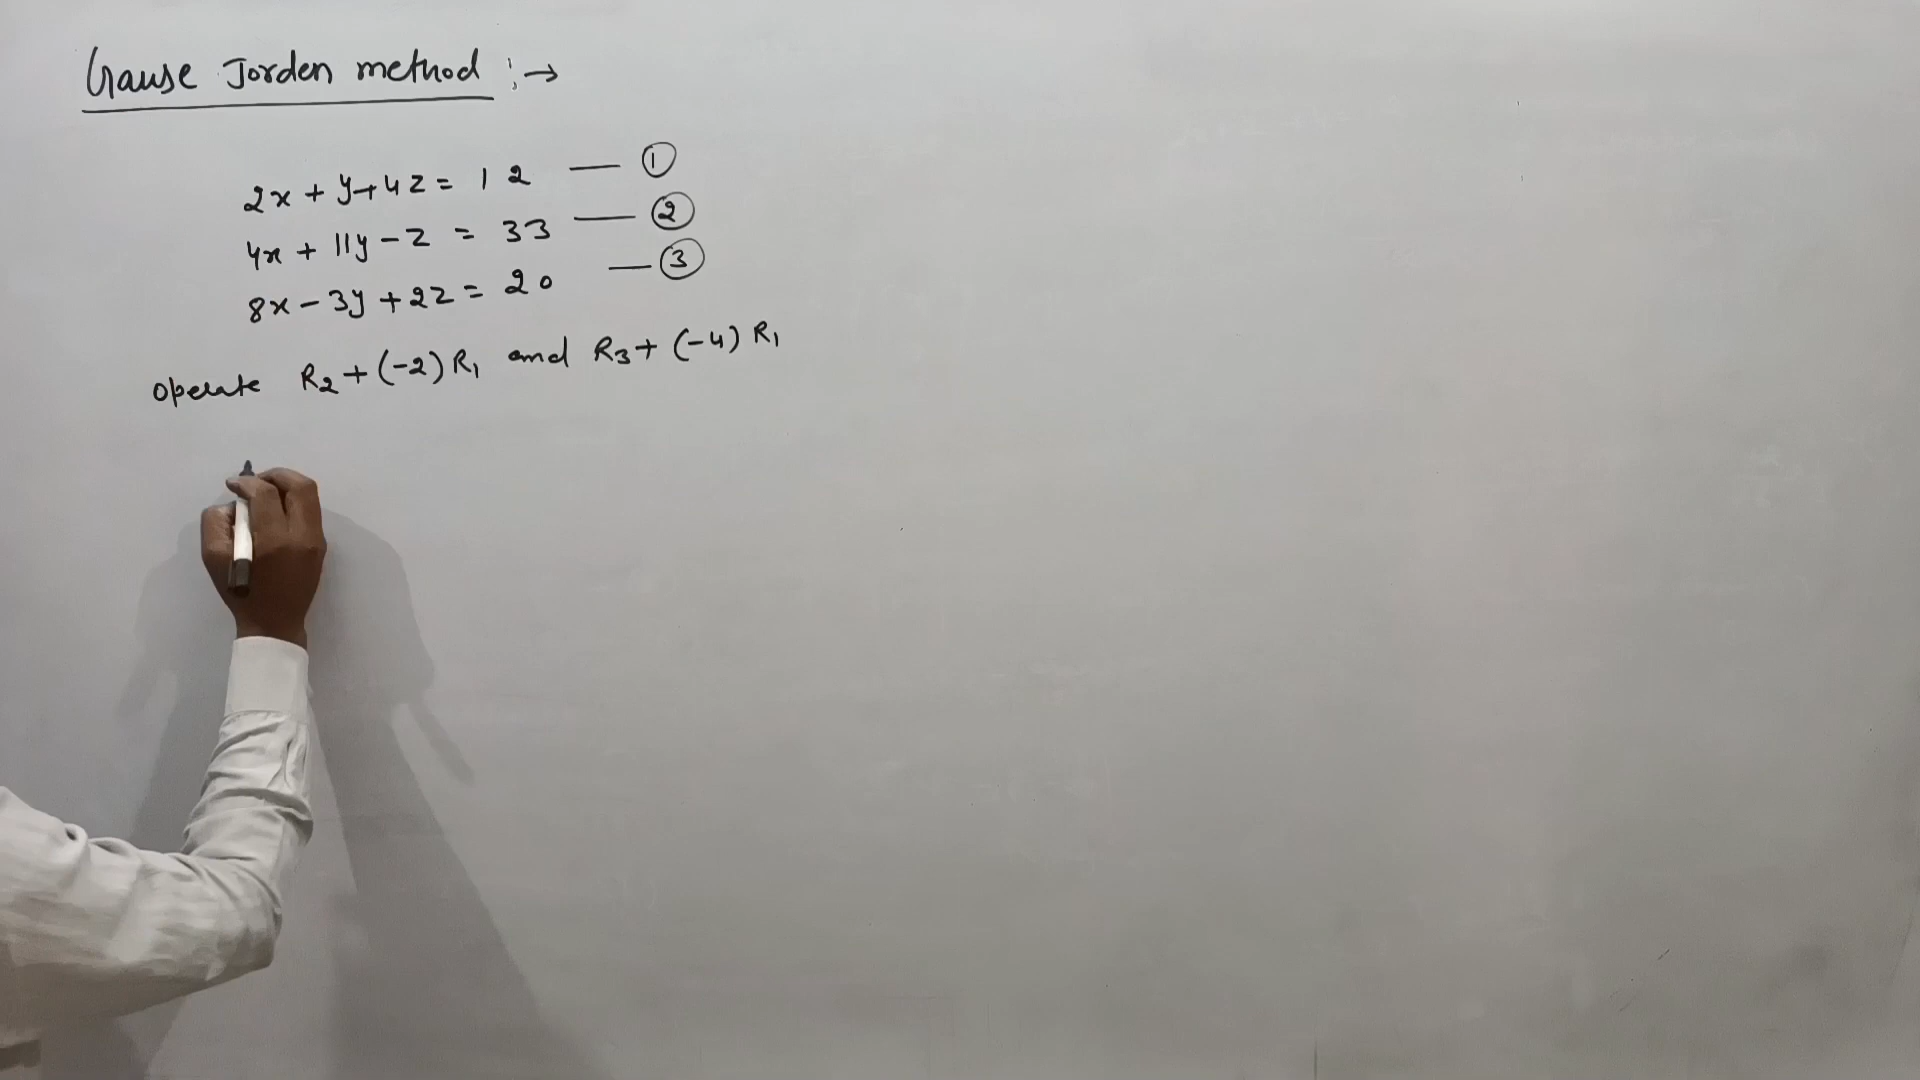 Gause Jorden method :→
2x + y + 4z = 12 — ①
4x + 11y - z = 33 — ②
8x - 3y + 2z = 20 — ③
operate R₂ + (-2) R₁ and R₃ + (-4) R₁